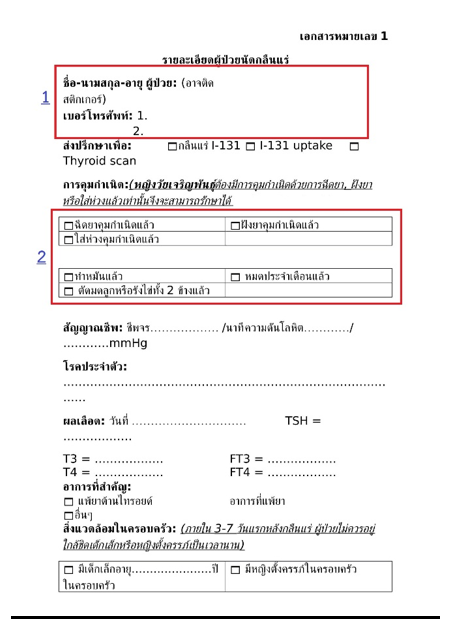 เอกสารหมายเลข 1
รายละเอียดผู้ป่วยนัดกลืนแร่
1
ชื่อ-นามสกุล-อายุ ผู้ป่วย: (อาจติด
สติกเกอร์)
เบอร์โทรศัพท์: 1.
2.
ส่งปรึกษาเพื่อ: กลืนแร่ I-131 I-131 uptake
Thyroid scan
การคุมกำเนิด:(หญิงวัยเจริญพันธุ์ต้องมีการคุมกำเนิดด้วยการฉีดยา, ฝังยา
หรือใส่ห่วงแล้วเท่านั้นจึงจะสามารถรักษาได้
2
ฉีดยาคุมกำเนิดแล้ว ฝังยาคุมกำเนิดแล้ว
ใส่ห่วงคุมกำเนิดแล้ว
ทำหมันแล้ว หมดประจำเดือนแล้ว
ตัดมดลูกหรือรังไข่ทั้ง 2 ข้างแล้ว
สัญญาณชีพ: ชีพจร.................. /นาทีความดันโลหิต............/
............mmHg
โรคประจำตัว:
....................................................................................
......
ผลเลือด: วันที่ .............................. TSH =
..................
T3 = .................. FT3 = ..................
T4 = .................. FT4 = ..................
อาการที่สำคัญ:
แพ้ยาต้านไทรอยด์ อาการที่แพ้ยา
อื่นๆ
สิ่งแวดล้อมในครอบครัว: (ภายใน 3-7 วันแรกหลังกลืนแร่ ผู้ป่วยไม่ควรอยู่
ใกล้ชิดเด็กเล็กหรือหญิงตั้งครรภ์เป็นเวลานาน)
มีเด็กเล็กอายุ.....................ปี มีหญิงตั้งครรภ์ในครอบครัว
ในครอบครัว